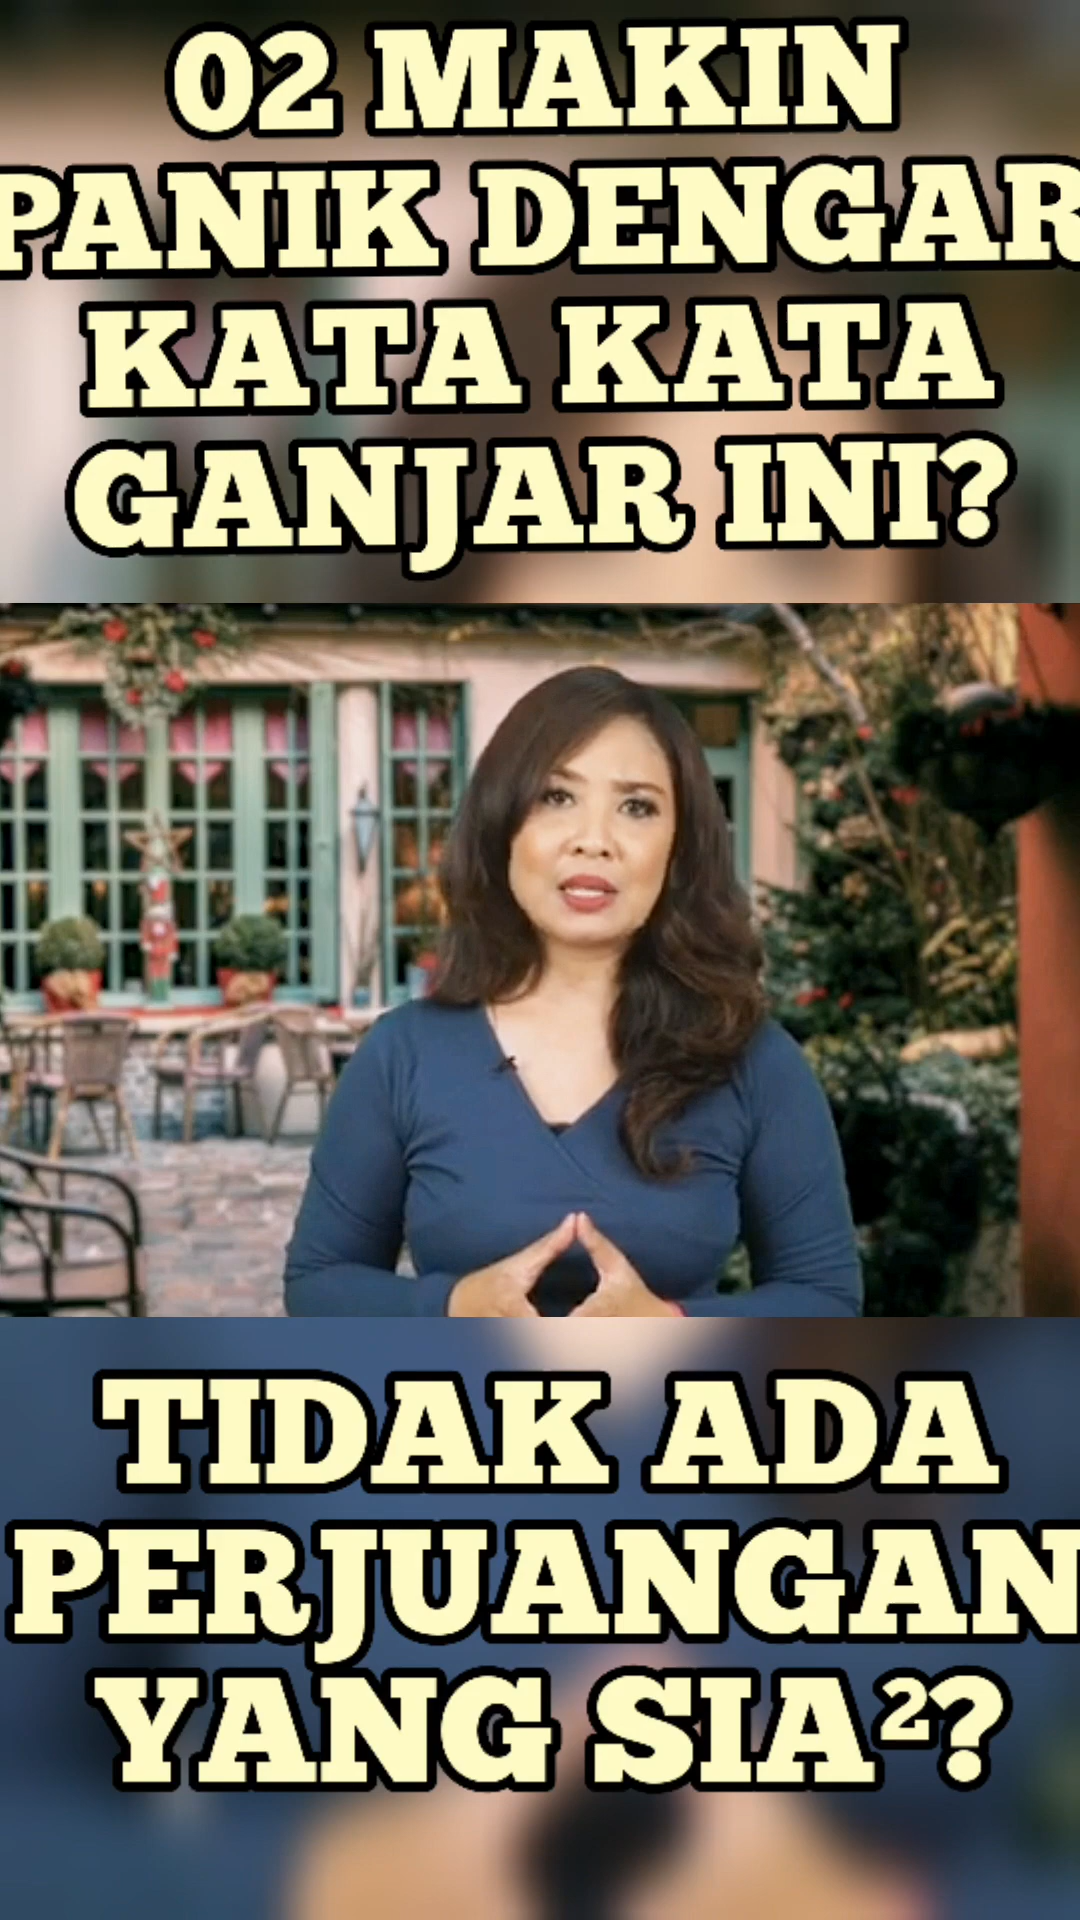 02 MAKIN
PANIK DENGAR
KATA KATA
GANJAR INI?
TIDAK ADA
PERJUANGAN
YANG SIA²?